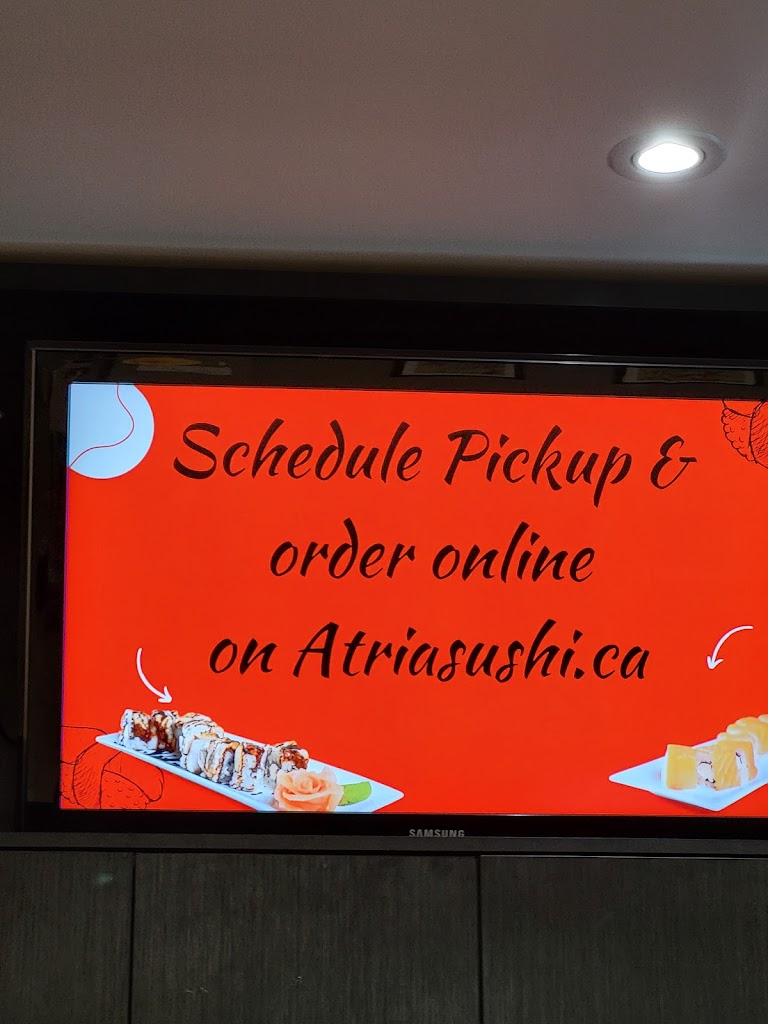 Schedule Pickup &
order online
on Atriasushi.ca
SAMSUNG